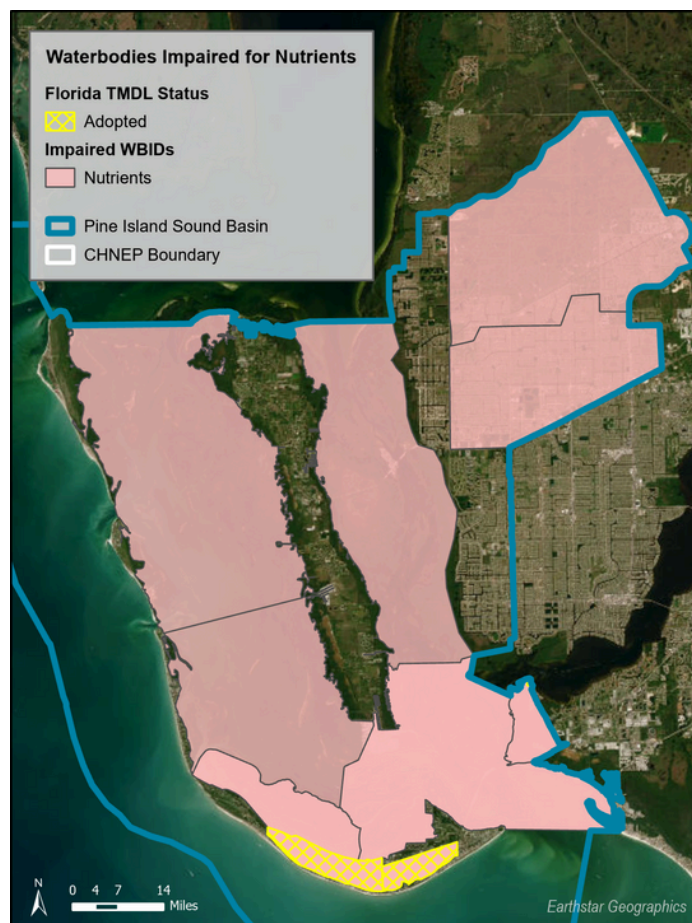 Waterbodies Impaired for Nutrients
Florida TMDL Status
Adopted
Impaired WBIDs
Nutrients
Pine Island Sound Basin
CHNEP Boundary
N
0 4 7 14
Miles
Earthstar Geographics